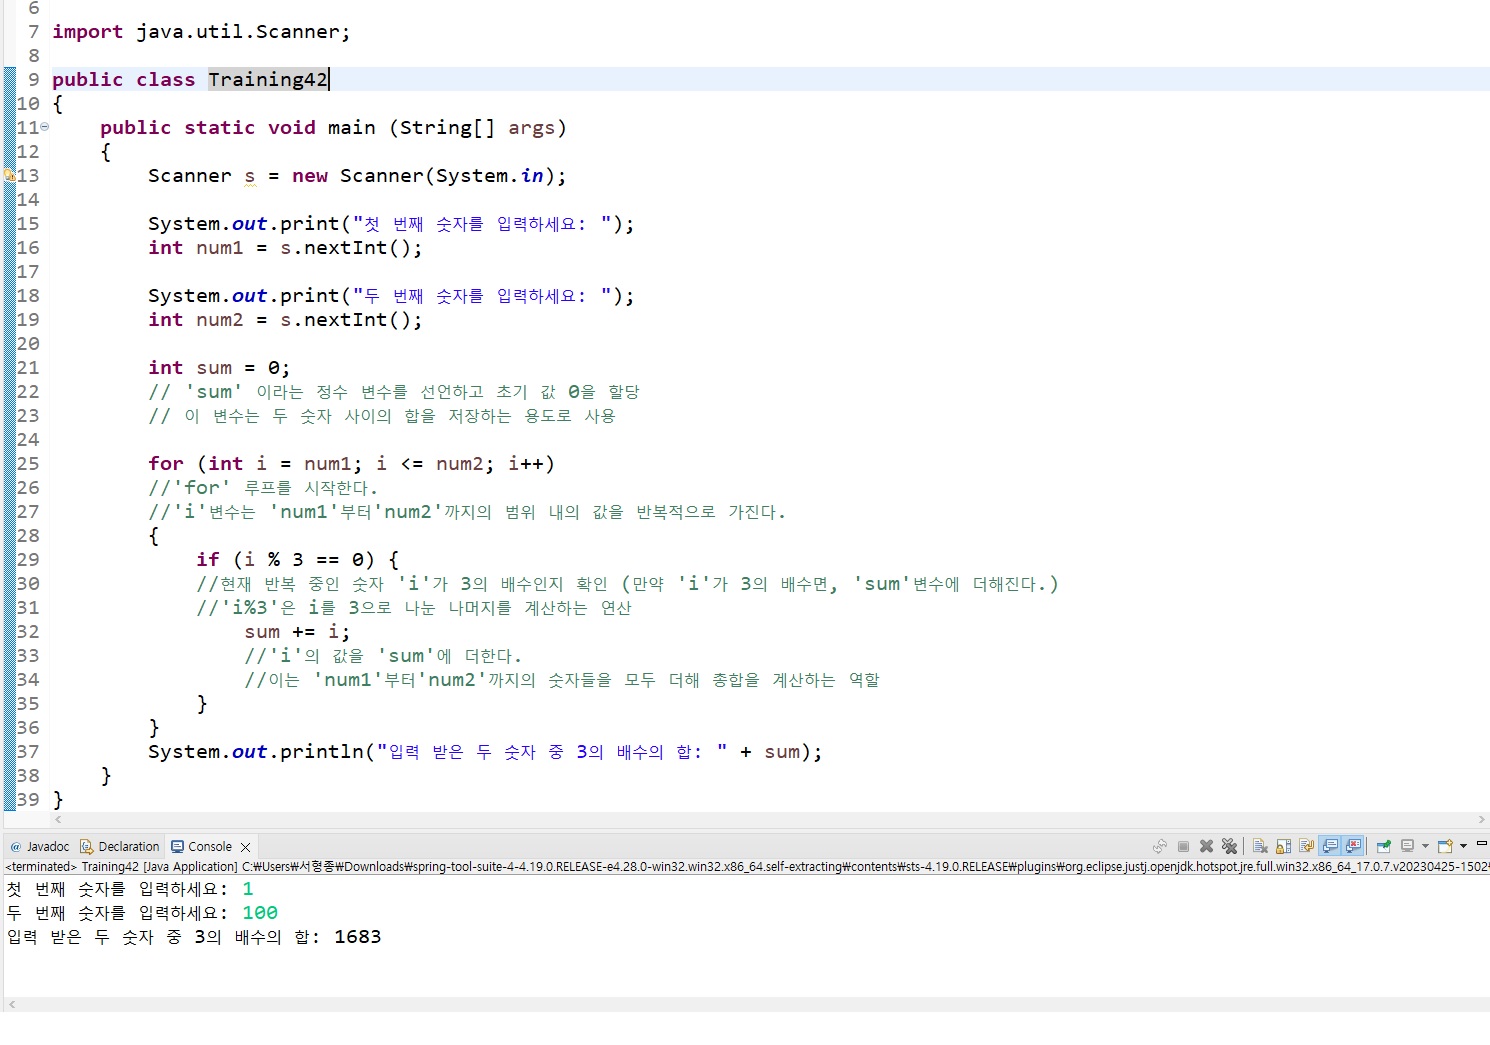 6
7 import java.util.Scanner;
8
9 public class Training42
10 {
11 public static void main (String[] args)
12 {
13 Scanner s = new Scanner(System.in);
14
15 System.out.print("첫 번째 숫자를 입력하세요: ");
16 int num1 = s.nextInt();
17
18 System.out.print("두 번째 숫자를 입력하세요: ");
19 int num2 = s.nextInt();
20
21 int sum = 0;
22 // 'sum' 이라는 정수 변수를 선언하고 초기 값 0을 할당
23 // 이 변수는 두 숫자 사이의 합을 저장하는 용도로 사용
24
25 for (int i = num1; i <= num2; i++)
26 //'for' 루프를 시작한다.
27 //'i'변수는 'num1'부터'num2'까지의 범위 내의 값을 반복적으로 가진다.
28 {
29 if (i % 3 == 0) {
30 //현재 반복 중인 숫자 'i'가 3의 배수인지 확인 (만약 'i'가 3의 배수면, 'sum'변수에 더해진다.)
31 //'i%3'은 i를 3으로 나눈 나머지를 계산하는 연산
32 sum += i;
33 //'i'의 값을 'sum'에 더한다.
34 //이는 'num1'부터'num2'까지의 숫자들을 모두 더해 총합을 계산하는 역할
35 }
36 }
37 System.out.println("입력 받은 두 숫자 중 3의 배수의 합: " + sum);
38 }
39 }
@ Javadoc Declaration Console
<terminated> Training42 [Java Application] C:₩Users₩서형종₩Downloads₩spring-tool-suite-4-4.19.0.RELEASE-e4.28.0-win32.win32.x86_64.self-extracting₩contents₩sts-4.19.0.RELEASE₩plugins₩org.eclipse.justj.openjdk.hotspot.jre.full.win32.x86_64_17.0.7.v20230425-1502
첫 번째 숫자를 입력하세요: 1
두 번째 숫자를 입력하세요: 100
입력 받은 두 숫자 중 3의 배수의 합: 1683